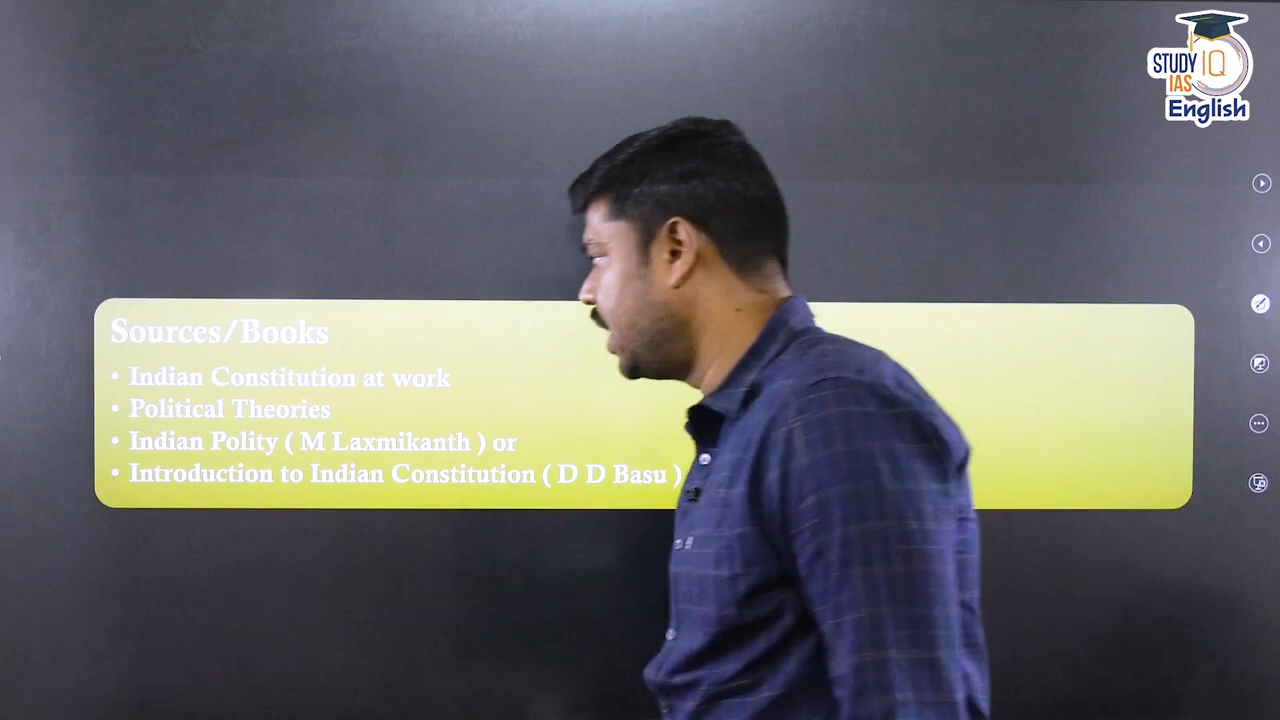 STUDY IQ
IAS
English
Sources/Books
• Indian Constitution at work
• Political Theories
• Indian Polity ( M Laxmikanth ) or
• Introduction to Indian Constitution ( D D Basu )